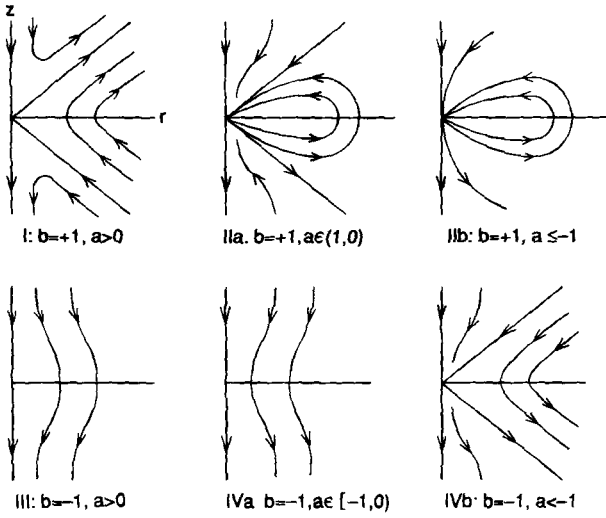 z
r
I: b=+1, a>0
IIa. b=+1,aϵ(1,0)
IIb: b=+1, a ≤-1
III: b=-1, a>0
IVa b=-1,aϵ [-1,0)
IVb· b=-1, a<-1